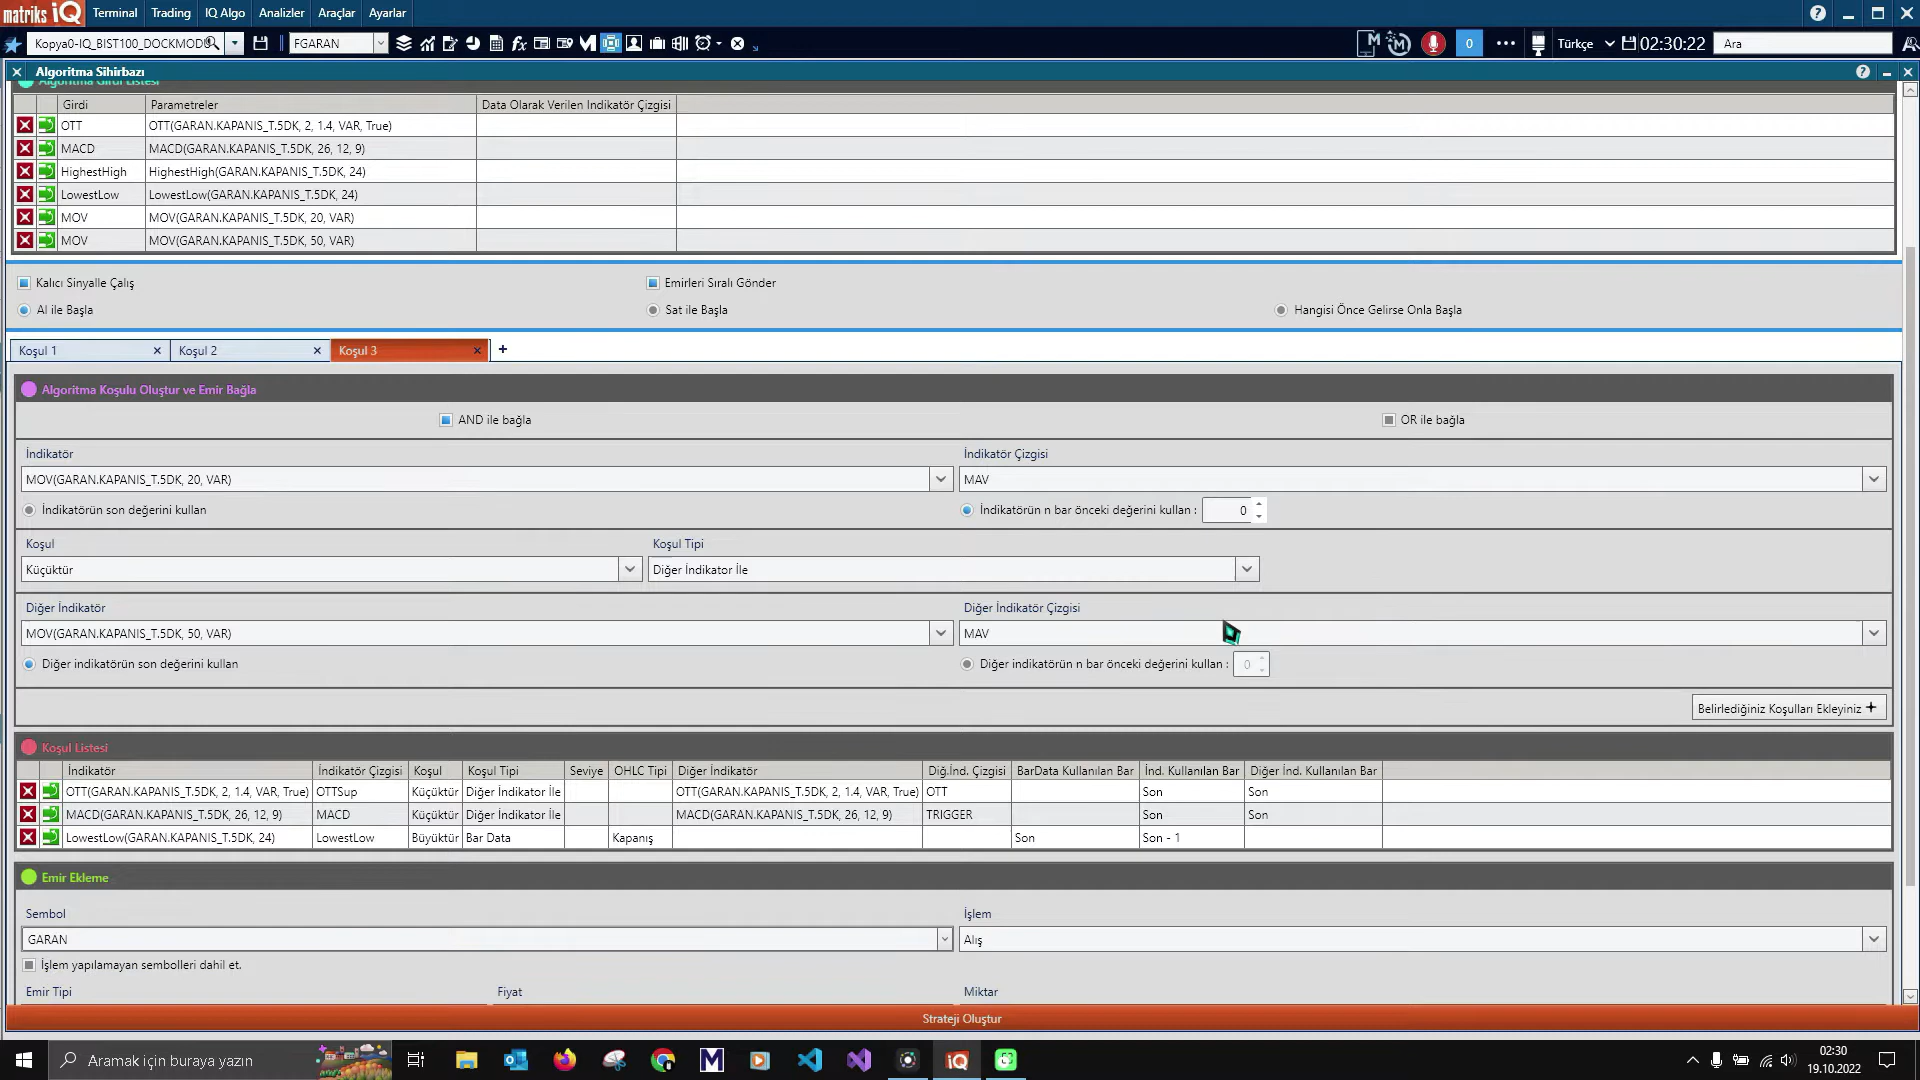 matriks iQ Terminal Trading IQ Algo Analizler Araçlar Ayarlar
Kopya0-IQ_BIST100_DOCKMOD FGARAN fx 0 Türkçe 02:30:22 Ara
Algoritma Sihirbazı
Algoritma Girdi Listesi
Girdi Parametreler Data Olarak Verilen Indikatör Çizgisi
OTT OTT(GARAN.KAPANIS_T.5DK, 2, 1.4, VAR, True)
MACD MACD(GARAN.KAPANIS_T.5DK, 26, 12, 9)
HighestHigh HighestHigh(GARAN.KAPANIS_T.5DK, 24)
LowestLow LowestLow(GARAN.KAPANIS_T.5DK, 24)
MOV MOV(GARAN.KAPANIS_T.5DK, 20, VAR)
MOV MOV(GARAN.KAPANIS_T.5DK, 50, VAR)
Kalıcı Sinyalle Çalış Emirleri Sıralı Gönder
Al ile Başla Sat ile Başla Hangisi Önce Gelirse Onla Başla
Koşul 1 Koşul 2 Koşul 3 +
Algoritma Koşulu Oluştur ve Emir Bağla
AND ile bağla OR ile bağla
İndikatör İndikatör Çizgisi
MOV(GARAN.KAPANIS_T.5DK, 20, VAR) MAV
İndikatörün son değerini kullan İndikatörün n bar önceki değerini kullan : 0
Koşul Koşul Tipi
Küçüktür Diğer İndikator İle
Diğer İndikatör Diğer İndikatör Çizgisi
MOV(GARAN.KAPANIS_T.5DK, 50, VAR) MAV
Diğer indikatörün son değerini kullan Diğer indikatörün n bar önceki değerini kullan : 0
Belirlediğiniz Koşulları Ekleyiniz +
Koşul Listesi
İndikatör İndikatör Çizgisi Koşul Koşul Tipi Seviye OHLC Tipi Diğer İndikatör Diğ.İnd. Çizgisi BarData Kullanılan Bar İnd. Kullanılan Bar Diğer İnd. Kullanılan Bar
OTT(GARAN.KAPANIS_T.5DK, 2, 1.4, VAR, True) OTTSup Küçüktür Diğer İndikator İle OTT(GARAN.KAPANIS_T.5DK, 2, 1.4, VAR, True) OTT Son Son
MACD(GARAN.KAPANIS_T.5DK, 26, 12, 9) MACD Küçüktür Diğer İndikator İle MACD(GARAN.KAPANIS_T.5DK, 26, 12, 9) TRIGGER Son Son
LowestLow(GARAN.KAPANIS_T.5DK, 24) LowestLow Büyüktür Bar Data Kapanış Son Son - 1
Emir Ekleme
Sembol İşlem
GARAN Alış
İşlem yapılamayan sembolleri dahil et.
Emir Tipi Fiyat Miktar
Strateji Oluştur
Aramak için buraya yazın 02:30
19.10.2022